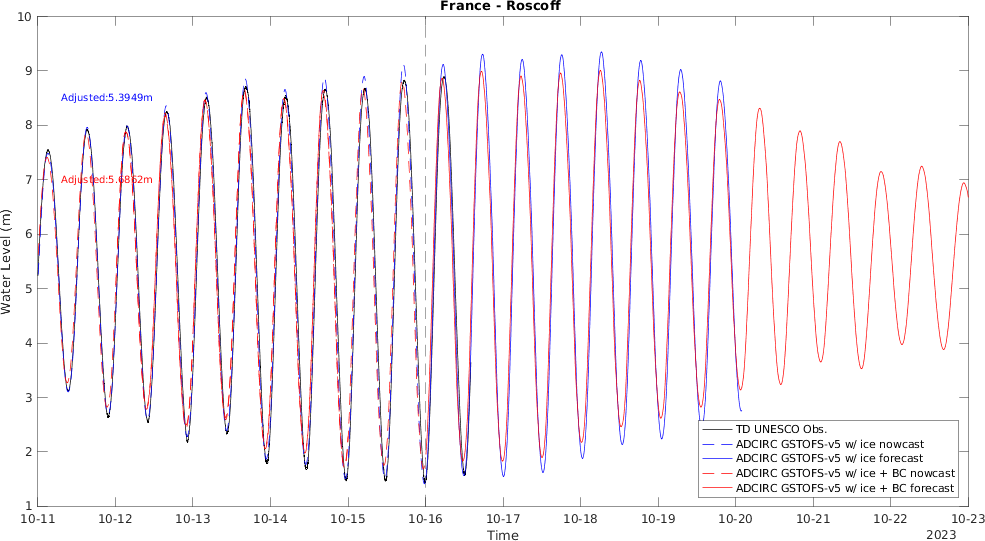 France - Roscoff
Water Level (m)
10
9
8
7
6
5
4
3
2
1
Adjusted:5.3949m
Adjusted:5.6862m
TD UNESCO Obs.
ADCIRC GSTOFS-v5 w/ ice nowcast
ADCIRC GSTOFS-v5 w/ ice forecast
ADCIRC GSTOFS-v5 w/ ice + BC nowcast
ADCIRC GSTOFS-v5 w/ ice + BC forecast
10-11 10-12 10-13 10-14 10-15 10-16 10-17 10-18 10-19 10-20 10-21 10-22 10-23
Time
2023